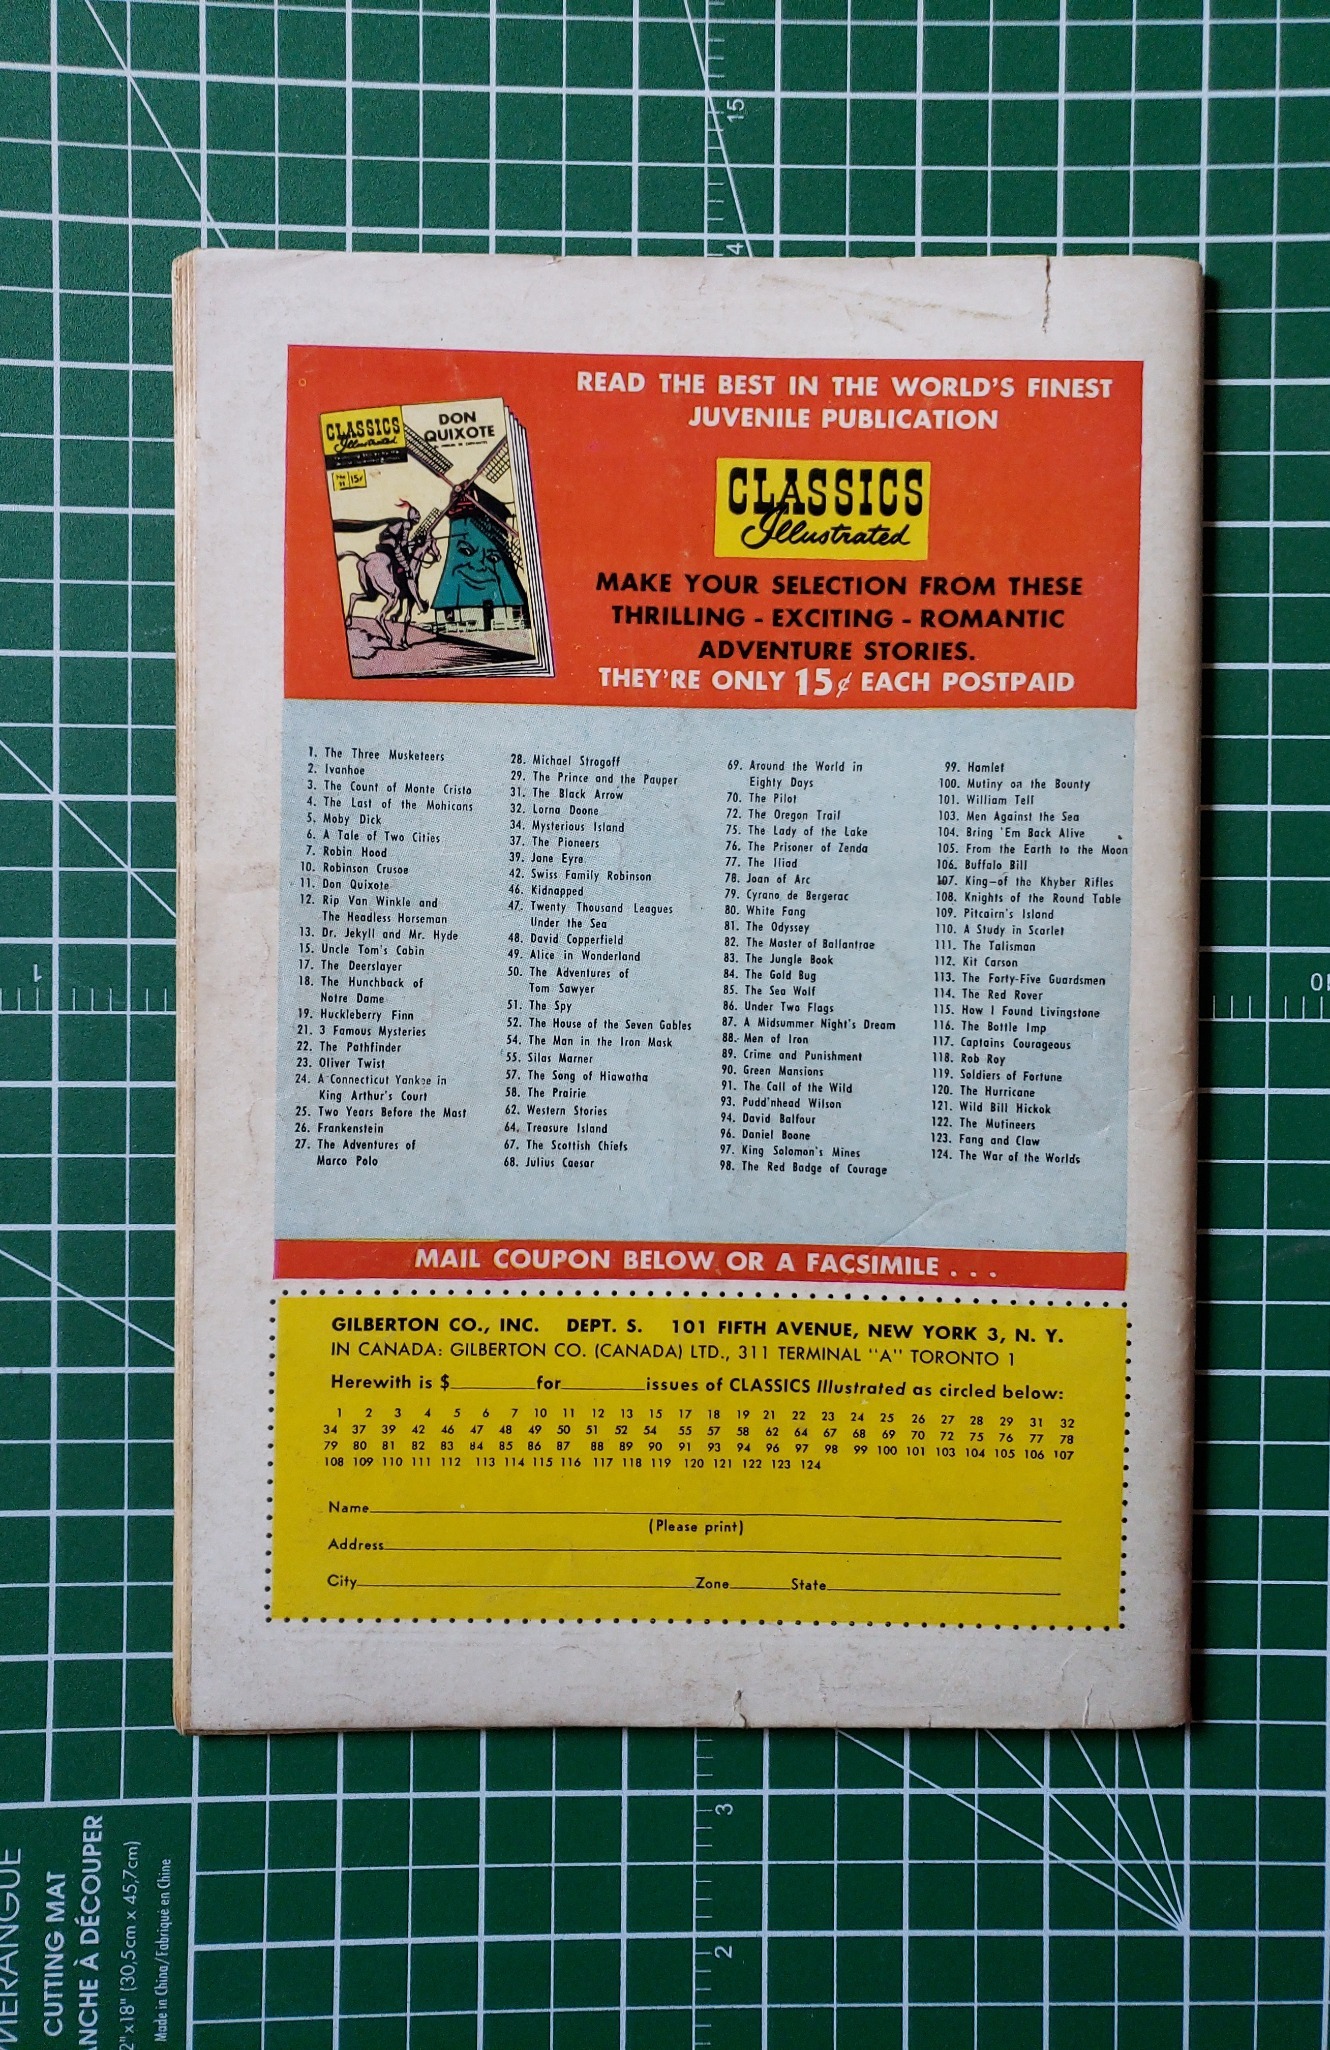 READ THE BEST IN THE WORLD'S FINEST
JUVENILE PUBLICATION
CLASSICS
Illustrated
DON
QUIXOTE
No.
11
15¢
CLASSICS
Illustrated
MAKE YOUR SELECTION FROM THESE
THRILLING - EXCITING - ROMANTIC
ADVENTURE STORIES.
THEY'RE ONLY 15¢ EACH POSTPAID
1. The Three Musketeers
2. Ivanhoe
3. The Count of Monte Cristo
4. The Last of the Mohicans
5. Moby Dick
6. A Tale of Two Cities
7. Robin Hood
10. Robinson Crusoe
11. Don Quixote
12. Rip Van Winkle and
The Headless Horseman
13. Dr. Jekyll and Mr. Hyde
15. Uncle Tom's Cabin
17. The Deerslayer
18. The Hunchback of
Notre Dame
19. Huckleberry Finn
21. 3 Famous Mysteries
22. The Pathfinder
23. Oliver Twist
24. A Connecticut Yankee in
King Arthur's Court
25. Two Years Before the Mast
26. Frankenstein
27. The Adventures of
Marco Polo
28. Michael Strogoff
29. The Prince and the Pauper
31. The Black Arrow
32. Lorna Doone
34. Mysterious Island
37. The Pioneers
39. Jane Eyre
42. Swiss Family Robinson
46. Kidnapped
47. Twenty Thousand Leagues
Under the Sea
48. David Copperfield
49. Alice in Wonderland
50. The Adventures of
Tom Sawyer
51. The Spy
52. The House of the Seven Gables
54. The Man in the Iron Mask
55. Silas Marner
57. The Song of Hiawatha
58. The Prairie
62. Western Stories
64. Treasure Island
67. The Scottish Chiefs
68. Julius Caesar
69. Around the World in
Eighty Days
70. The Pilot
72. The Oregon Trail
75. The Lady of the Lake
76. The Prisoner of Zenda
77. The Iliad
78. Joan of Arc
79. Cyrano de Bergerac
80. White Fang
81. The Odyssey
82. The Master of Ballantrae
83. The Jungle Book
84. The Gold Bug
85. The Sea Wolf
86. Under Two Flags
87. A Midsummer Night's Dream
88. Men of Iron
89. Crime and Punishment
90. Green Mansions
91. The Call of the Wild
93. Pudd'nhead Wilson
94. David Balfour
96. Daniel Boone
97. King Solomon's Mines
98. The Red Badge of Courage
99. Hamlet
100. Mutiny on the Bounty
101. William Tell
103. Men Against the Sea
104. Bring 'Em Back Alive
105. From the Earth to the Moon
106. Buffalo Bill
107. King—of the Khyber Rifles
108. Knights of the Round Table
109. Pitcairn's Island
110. A Study in Scarlet
111. The Talisman
112. Kit Carson
113. The Forty-Five Guardsmen
114. The Red Rover
115. How I Found Livingstone
116. The Bottle Imp
117. Captains Courageous
118. Rob Roy
119. Soldiers of Fortune
120. The Hurricane
121. Wild Bill Hickok
122. The Mutineers
123. Fang and Claw
124. The War of the Worlds
MAIL COUPON BELOW OR A FACSIMILE . . .
GILBERTON CO., INC. DEPT. S. 101 FIFTH AVENUE, NEW YORK 3, N. Y.
IN CANADA: GILBERTON CO. (CANADA) LTD., 311 TERMINAL "A" TORONTO 1
Herewith is $ for issues of CLASSICS Illustrated as circled below:
1 2 3 4 5 6 7 10 11 12 13 15 17 18 19 21 22 23 24 25 26 27 28 29 31 32
34 37 39 42 46 47 48 49 50 51 52 54 55 57 58 62 64 67 68 69 70 72 75 76 77 78
79 80 81 82 83 84 85 86 87 88 89 90 91 93 94 96 97 98 99 100 101 103 104 105 106 107
108 109 110 111 112 113 114 115 116 117 118 119 120 121 122 123 124
Name
(Please print)
Address
City Zone State
15
4
1
10
3
2
CUTTING MAT
2" x 18" (30,5cm x 45,7cm)
Made in China/Fabriqué en Chine